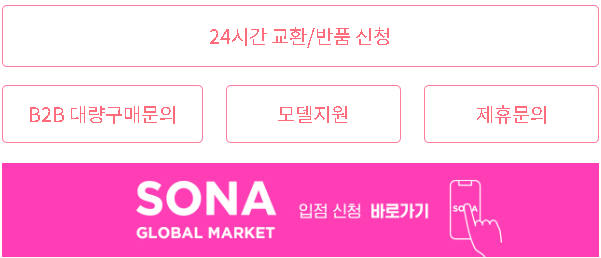 24시간 교환/반품 신청
B2B 대량구매문의
모델지원
제휴문의
SONA
GLOBAL MARKET
입점 신청 바로가기
SONA